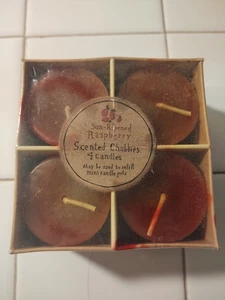 Sun-Ripened
Raspberry
Scented Chubbies
4 candles
may be used to refill
mini candle pots